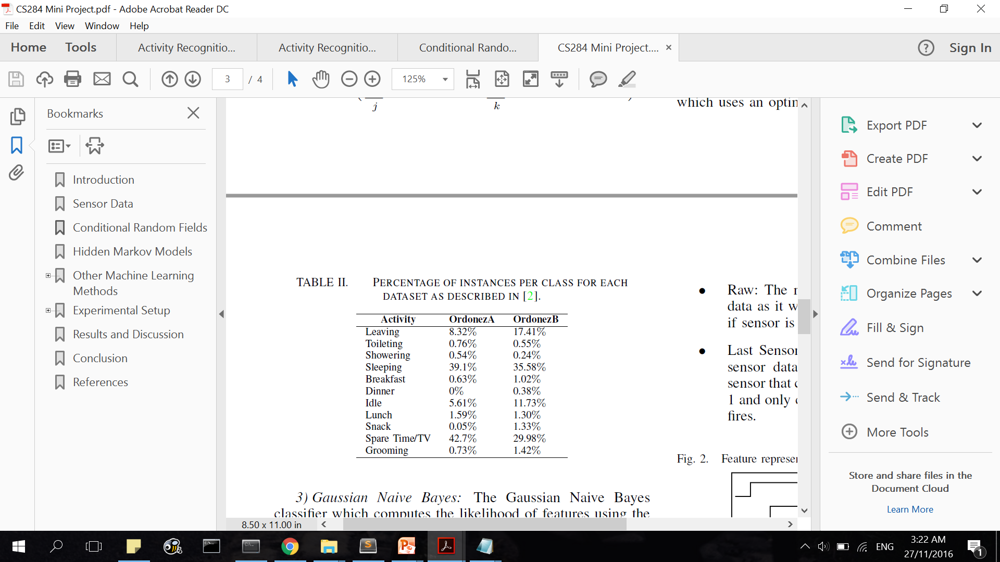 CS284 Mini Project.pdf - Adobe Acrobat Reader DC
File Edit View Window Help
Home Tools Activity Recognitio... Activity Recognitio... Conditional Rando... CS284 Mini Project.... × ? Sign In
3 / 4 125%
Bookmarks
Introduction
Sensor Data
Conditional Random Fields
Hidden Markov Models
Other Machine Learning
Methods
Experimental Setup
Results and Discussion
Conclusion
References
j k
TABLE II. PERCENTAGE OF INSTANCES PER CLASS FOR EACH
DATASET AS DESCRIBED IN [2].
Activity OrdonezA OrdonezB
Leaving 8.32% 17.41%
Toileting 0.76% 0.55%
Showering 0.54% 0.24%
Sleeping 39.1% 35.58%
Breakfast 0.63% 1.02%
Dinner 0% 0.38%
Idle 5.61% 11.73%
Lunch 1.59% 1.30%
Snack 0.05% 1.33%
Spare Time/TV 42.7% 29.98%
Grooming 0.73% 1.42%
3) Gaussian Naive Bayes: The Gaussian Naive Bayes
classifier which computes the likelihood of features using the
which uses an
• Raw: The
data as it
if sensor is
• Last
sensor data
sensor that
1 and only
fires.
Fig. 2. Feature
8.50 x 11.00 in
Export PDF
Create PDF
Edit PDF
Comment
Combine Files
Organize Pages
Fill & Sign
Send for Signature
Send & Track
More Tools
Store and share files in the
Document Cloud
Learn More
ENG
3:22 AM
27/11/2016
1